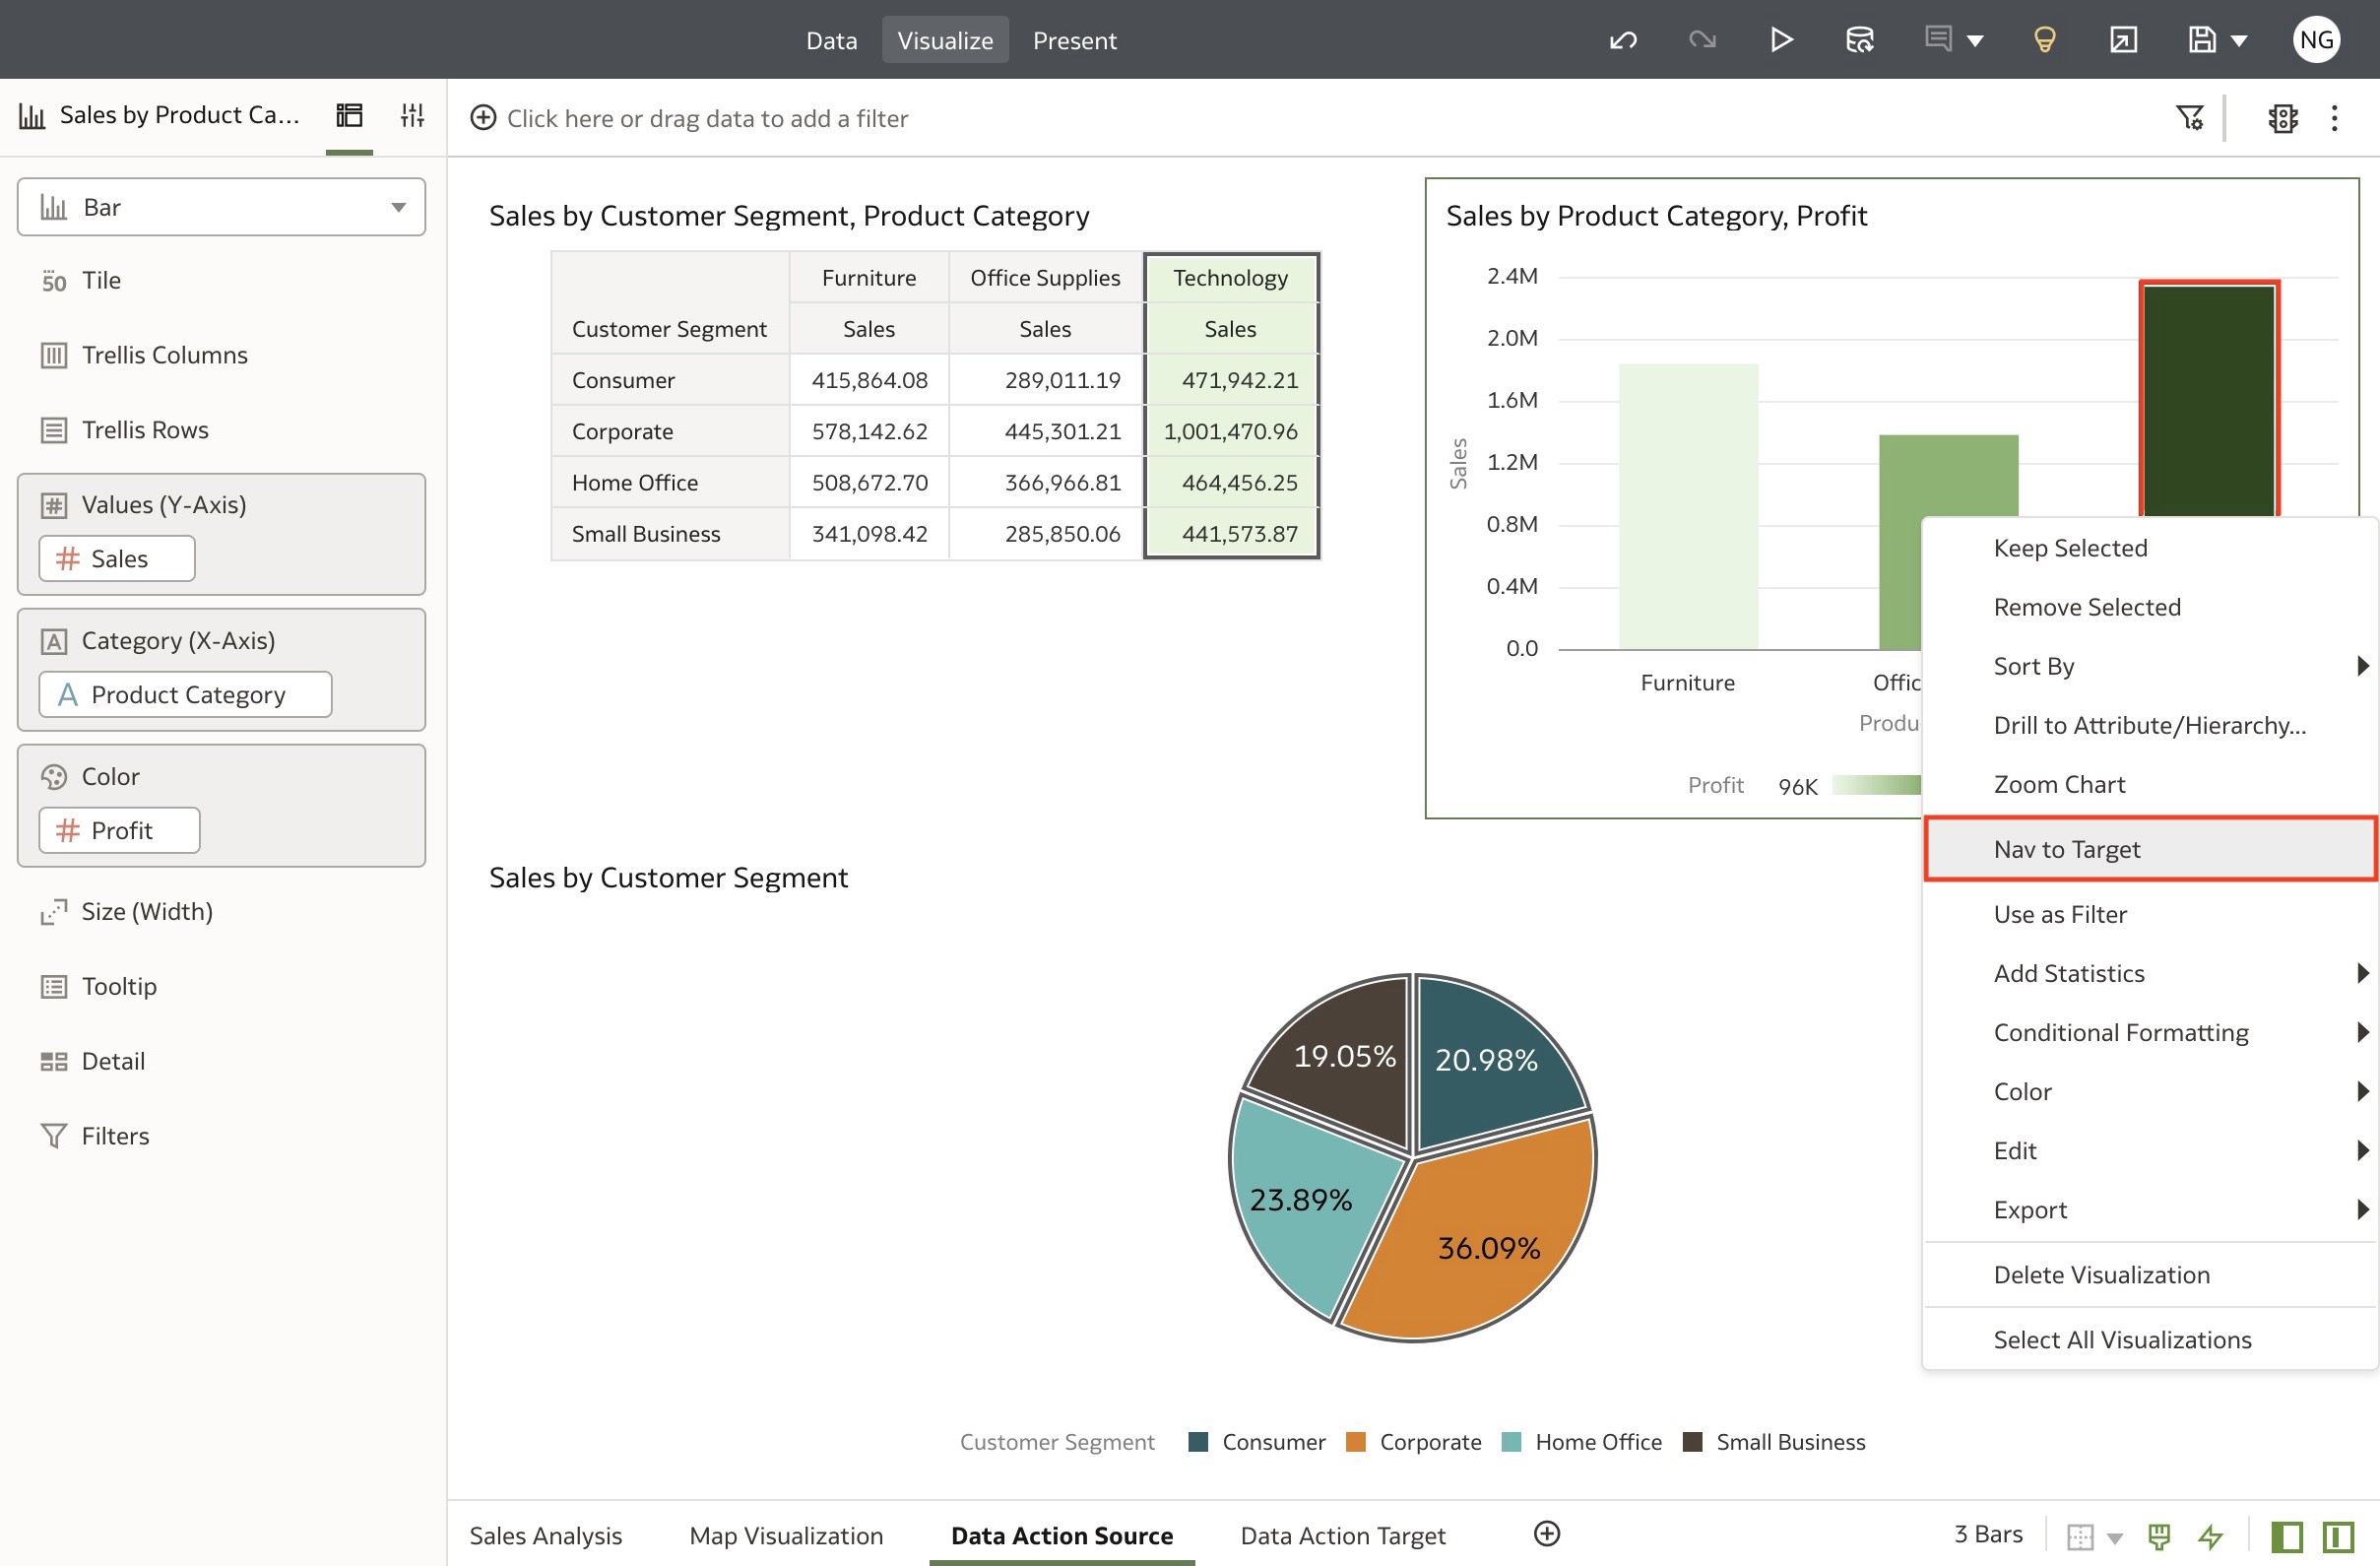 Data Visualize Present NG
Sales by Product Ca...
Click here or drag data to add a filter
Bar
50 Tile
Trellis Columns
Trellis Rows
Values (Y-Axis)
# Sales
Category (X-Axis)
A Product Category
Color
# Profit
Size (Width)
Tooltip
Detail
Filters
Sales by Customer Segment, Product Category
Furniture Office Supplies Technology
Customer Segment Sales Sales Sales
Consumer 415,864.08 289,011.19 471,942.21
Corporate 578,142.62 445,301.21 1,001,470.96
Home Office 508,672.70 366,966.81 464,456.25
Small Business 341,098.42 285,850.06 441,573.87
Sales by Product Category, Profit
2.4M
2.0M
1.6M
1.2M
0.8M
0.4M
0.0
Sales
Furniture Offic
Produ
Profit 96K
Keep Selected
Remove Selected
Sort By
Drill to Attribute/Hierarchy...
Zoom Chart
Nav to Target
Use as Filter
Add Statistics
Conditional Formatting
Color
Edit
Export
Delete Visualization
Select All Visualizations
Sales by Customer Segment
19.05% 20.98%
23.89%
36.09%
Customer Segment Consumer Corporate Home Office Small Business
Sales Analysis Map Visualization Data Action Source Data Action Target 3 Bars